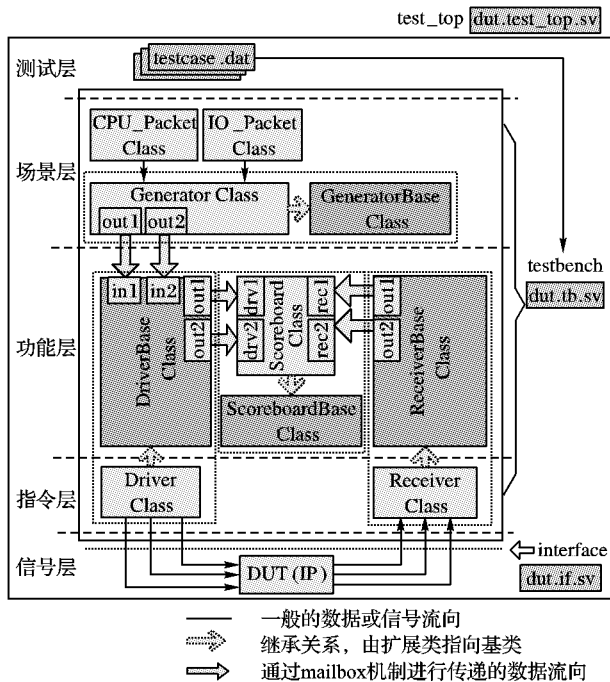 test_top dut.test_top.sv
测试层
testcase .dat
场景层
CPU_Packet
Class
IO _Packet
Class
Generator Class
out1 out2
GeneratorBase
Class
testbench
dut.tb.sv
功能层
in1 in2
DriverBase
Class
out1
out2
drv1
drv2
Scoreboard
Class
rec1
rec2
out1
out2
ReceiverBase
Class
ScoreboardBase
Class
指令层
Driver
Class
Receiver
Class
信号层
DUT (IP )
interface
dut.if.sv
一般的数据或信号流向
继承关系，由扩展类指向基类
通过mailbox机制进行传递的数据流向